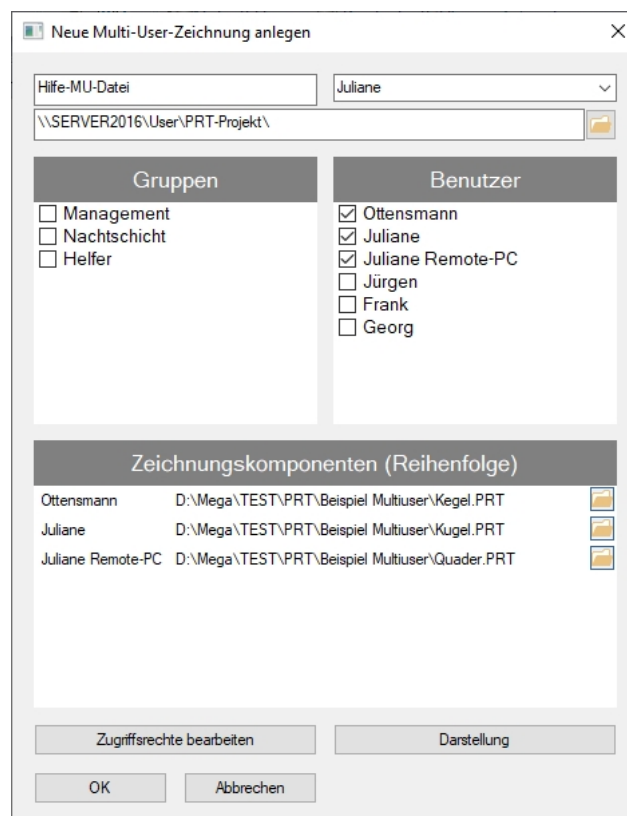 Neue Multi-User-Zeichnung anlegen
Hilfe-MU-Datei Juliane
\\SERVER2016\User\PRT-Projekt\
Gruppen Benutzer
Management Ottensmann
Nachtschicht Juliane
Helfer Juliane Remote-PC
Jürgen
Frank
Georg
Zeichnungskomponenten (Reihenfolge)
Ottensmann D:\Mega\TEST\PRT\Beispiel Multiuser\Kegel.PRT
Juliane D:\Mega\TEST\PRT\Beispiel Multiuser\Kugel.PRT
Juliane Remote-PC D:\Mega\TEST\PRT\Beispiel Multiuser\Quader.PRT
Zugriffsrechte bearbeiten Darstellung
OK Abbrechen